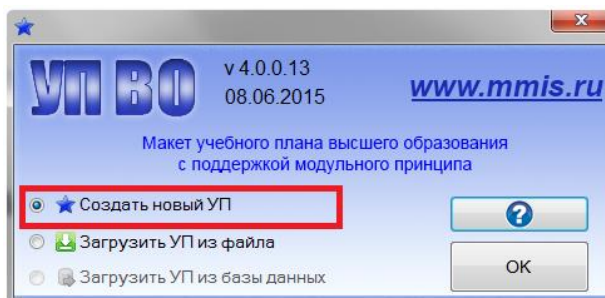 УП ВО
v 4.0.0.13
08.06.2015
www.mmis.ru
Макет учебного плана высшего образования
с поддержкой модульного принципа
Создать новый УП
Загрузить УП из файла
Загрузить УП из базы данных
?
OK